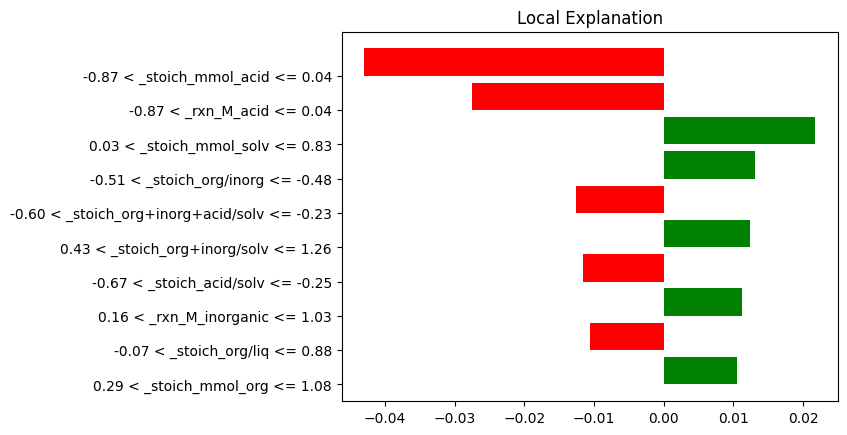 Local Explanation
-0.87 < _stoich_mmol_acid <= 0.04
-0.87 < _rxn_M_acid <= 0.04
0.03 < _stoich_mmol_solv <= 0.83
-0.51 < _stoich_org/inorg <= -0.48
-0.60 < _stoich_org+inorg+acid/solv <= -0.23
0.43 < _stoich_org+inorg/solv <= 1.26
-0.67 < _stoich_acid/solv <= -0.25
0.16 < _rxn_M_inorganic <= 1.03
-0.07 < _stoich_org/liq <= 0.88
0.29 < _stoich_mmol_org <= 1.08
−0.04 −0.03 −0.02 −0.01 0.00 0.01 0.02